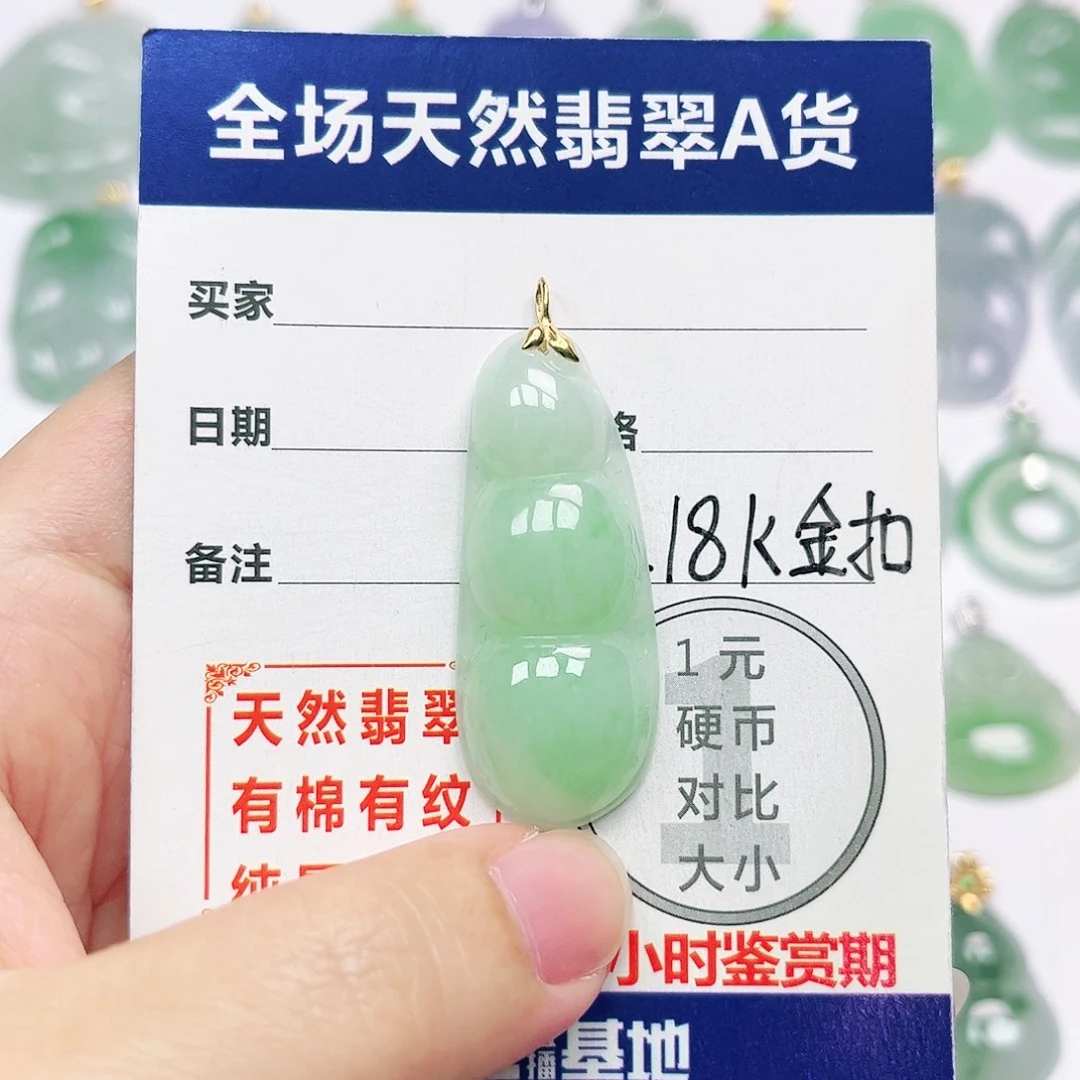 全场天然翡翠A货
买家
日期
格
备注
18K金扣
天然翡翠
有棉有纹
1元
硬币
对比
大小
小时鉴赏期
播基地